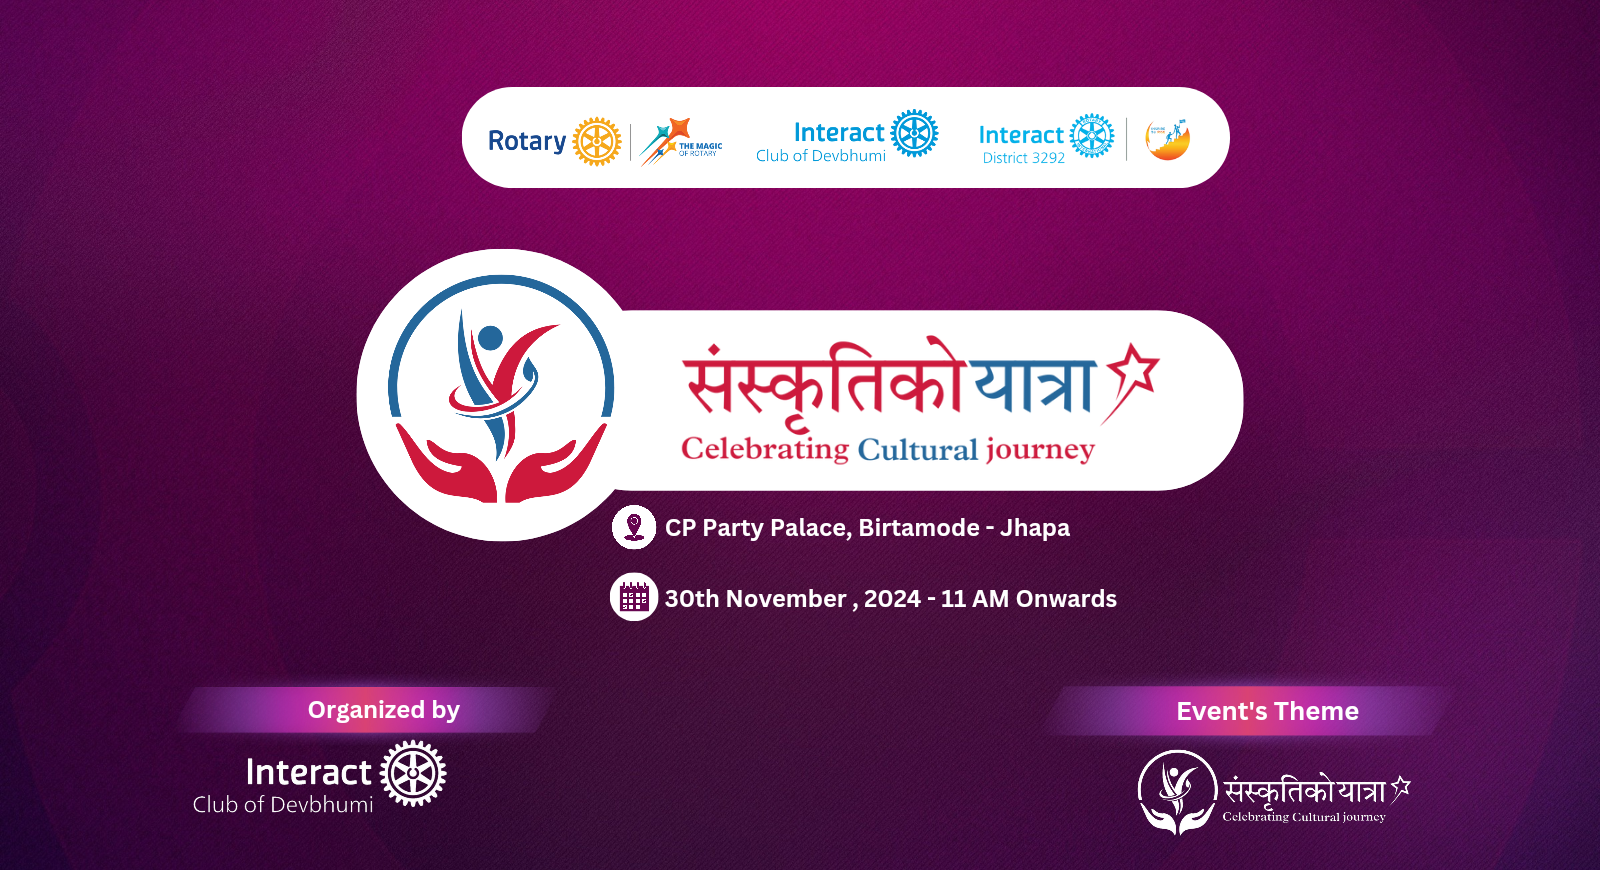 Rotary
THE MAGIC
OF ROTARY
Interact
Club of Devbhumi
Interact
District 3292
संस्कृतिको यात्रा
Celebrating Cultural journey
CP Party Palace, Birtamode - Jhapa
30th November , 2024 - 11 AM Onwards
Organized by
Interact
Club of Devbhumi
Event's Theme
संस्कृतिको यात्रा
Celebrating Cultural journey